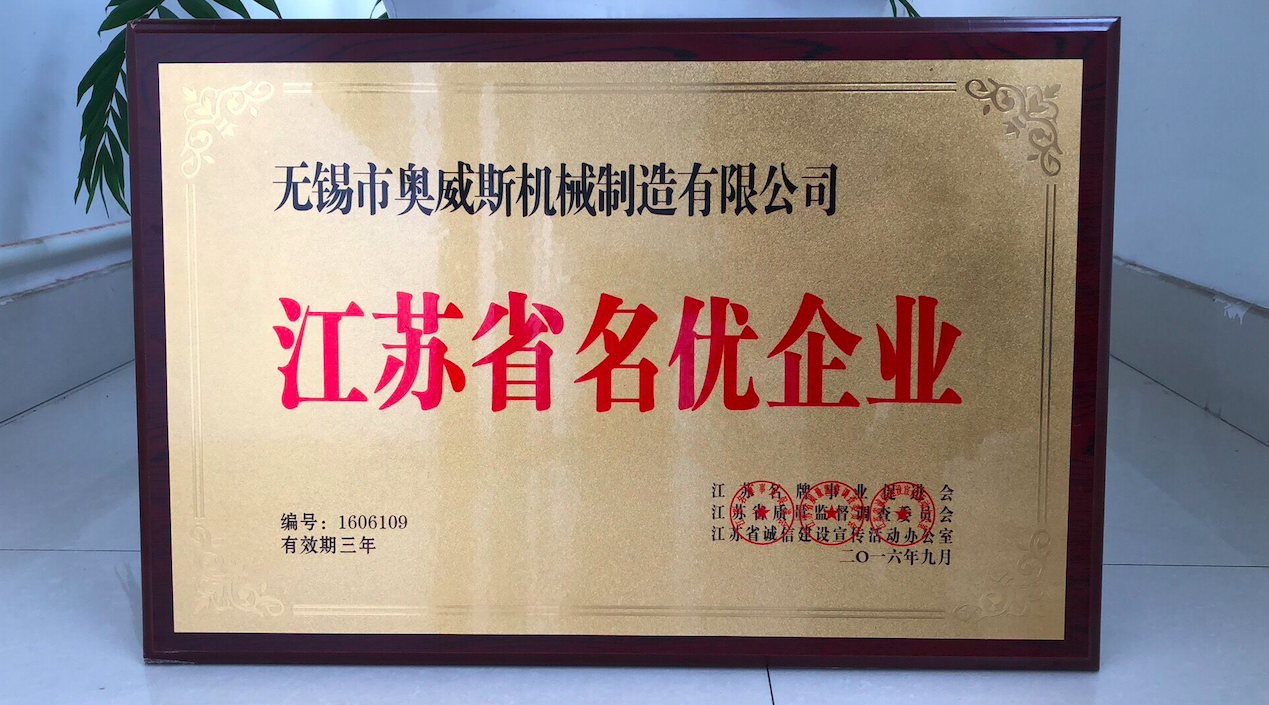 无锡市奥威斯机械制造有限公司
江苏省名优企业
编号：1606109
有效期三年
江苏名牌事业促进会
江苏省质量监督调查委员会
江苏省诚信建设宣传活动办公室
二〇一六年九月